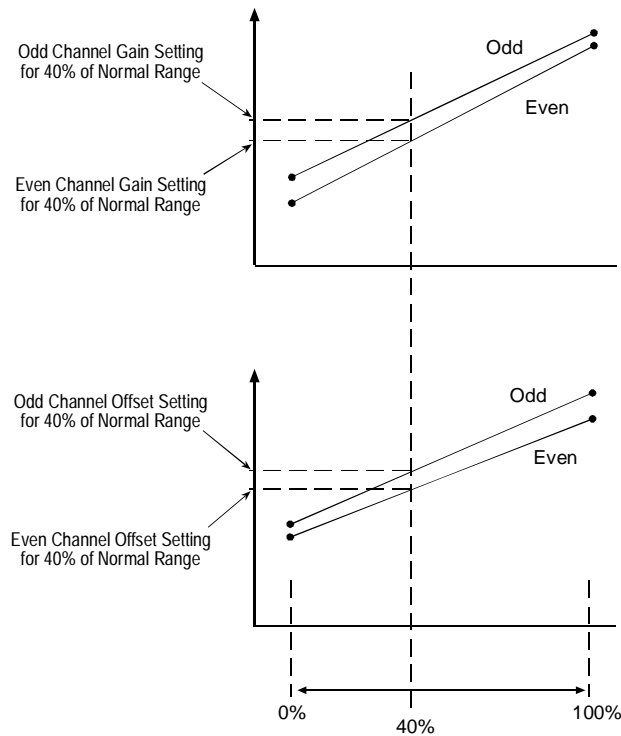 Odd Channel Gain Setting
for 40% of Normal Range
Odd
Even
Even Channel Gain Setting
for 40% of Normal Range
Odd Channel Offset Setting
for 40% of Normal Range
Odd
Even
Even Channel Offset Setting
for 40% of Normal Range
0%
40%
100%